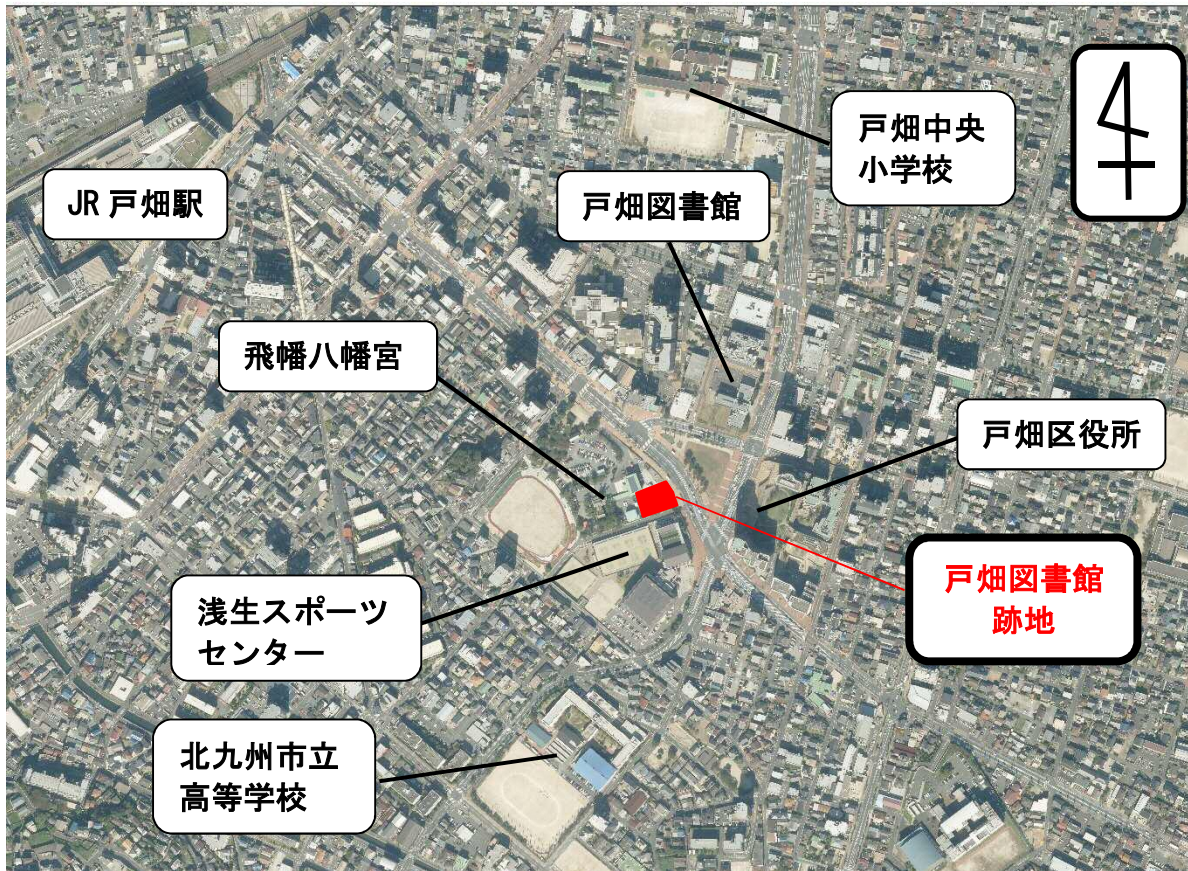 戸畑中央
小学校
JR 戸畑駅
戸畑図書館
飛幡八幡宮
戸畑区役所
戸畑図書館
跡地
浅生スポーツ
センター
北九州市立
高等学校